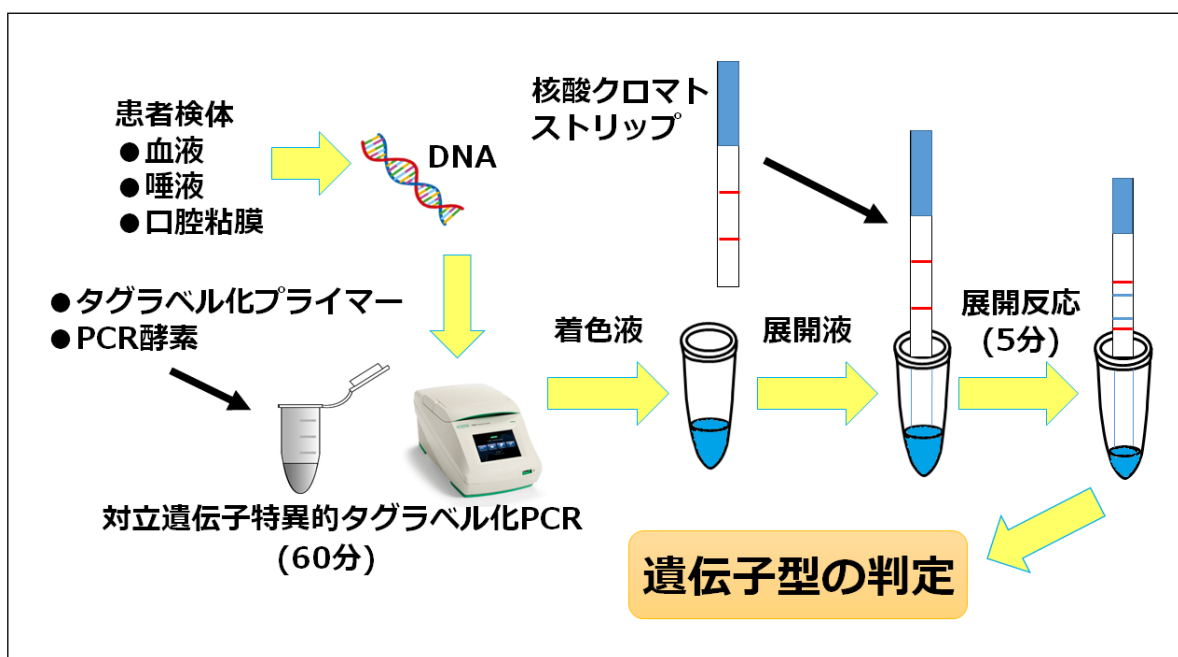 患者検体
●血液
●唾液
●口腔粘膜
DNA
●タグラベル化プライマー
●PCR酵素
対立遺伝子特異的タグラベル化PCR
(60分)
核酸クロマト
ストリップ
着色液
展開液
展開反応
(5分)
遺伝子型の判定